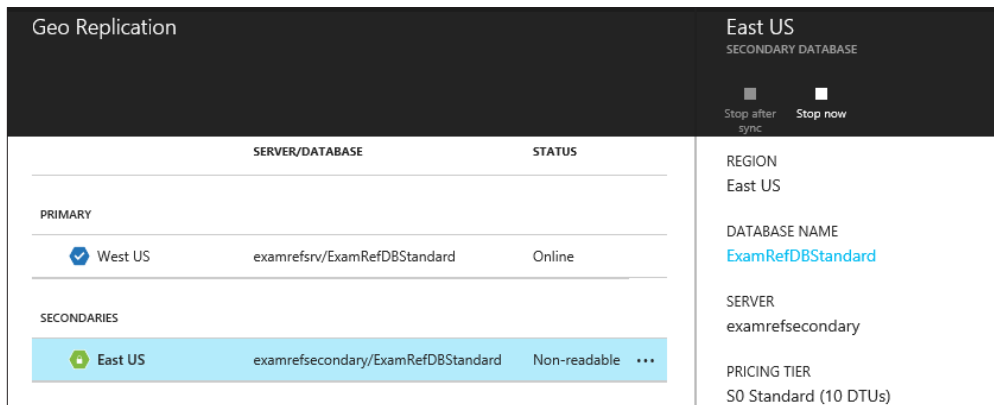 Geo Replication
SERVER/DATABASE STATUS
PRIMARY
West US examrefsrv/ExamRefDBStandard Online
SECONDARIES
East US examrefsecondary/ExamRefDBStandard Non-readable ...
East US
SECONDARY DATABASE
Stop after
sync
Stop now
REGION
East US
DATABASE NAME
ExamRefDBStandard
SERVER
examrefsecondary
PRICING TIER
S0 Standard (10 DTUs)